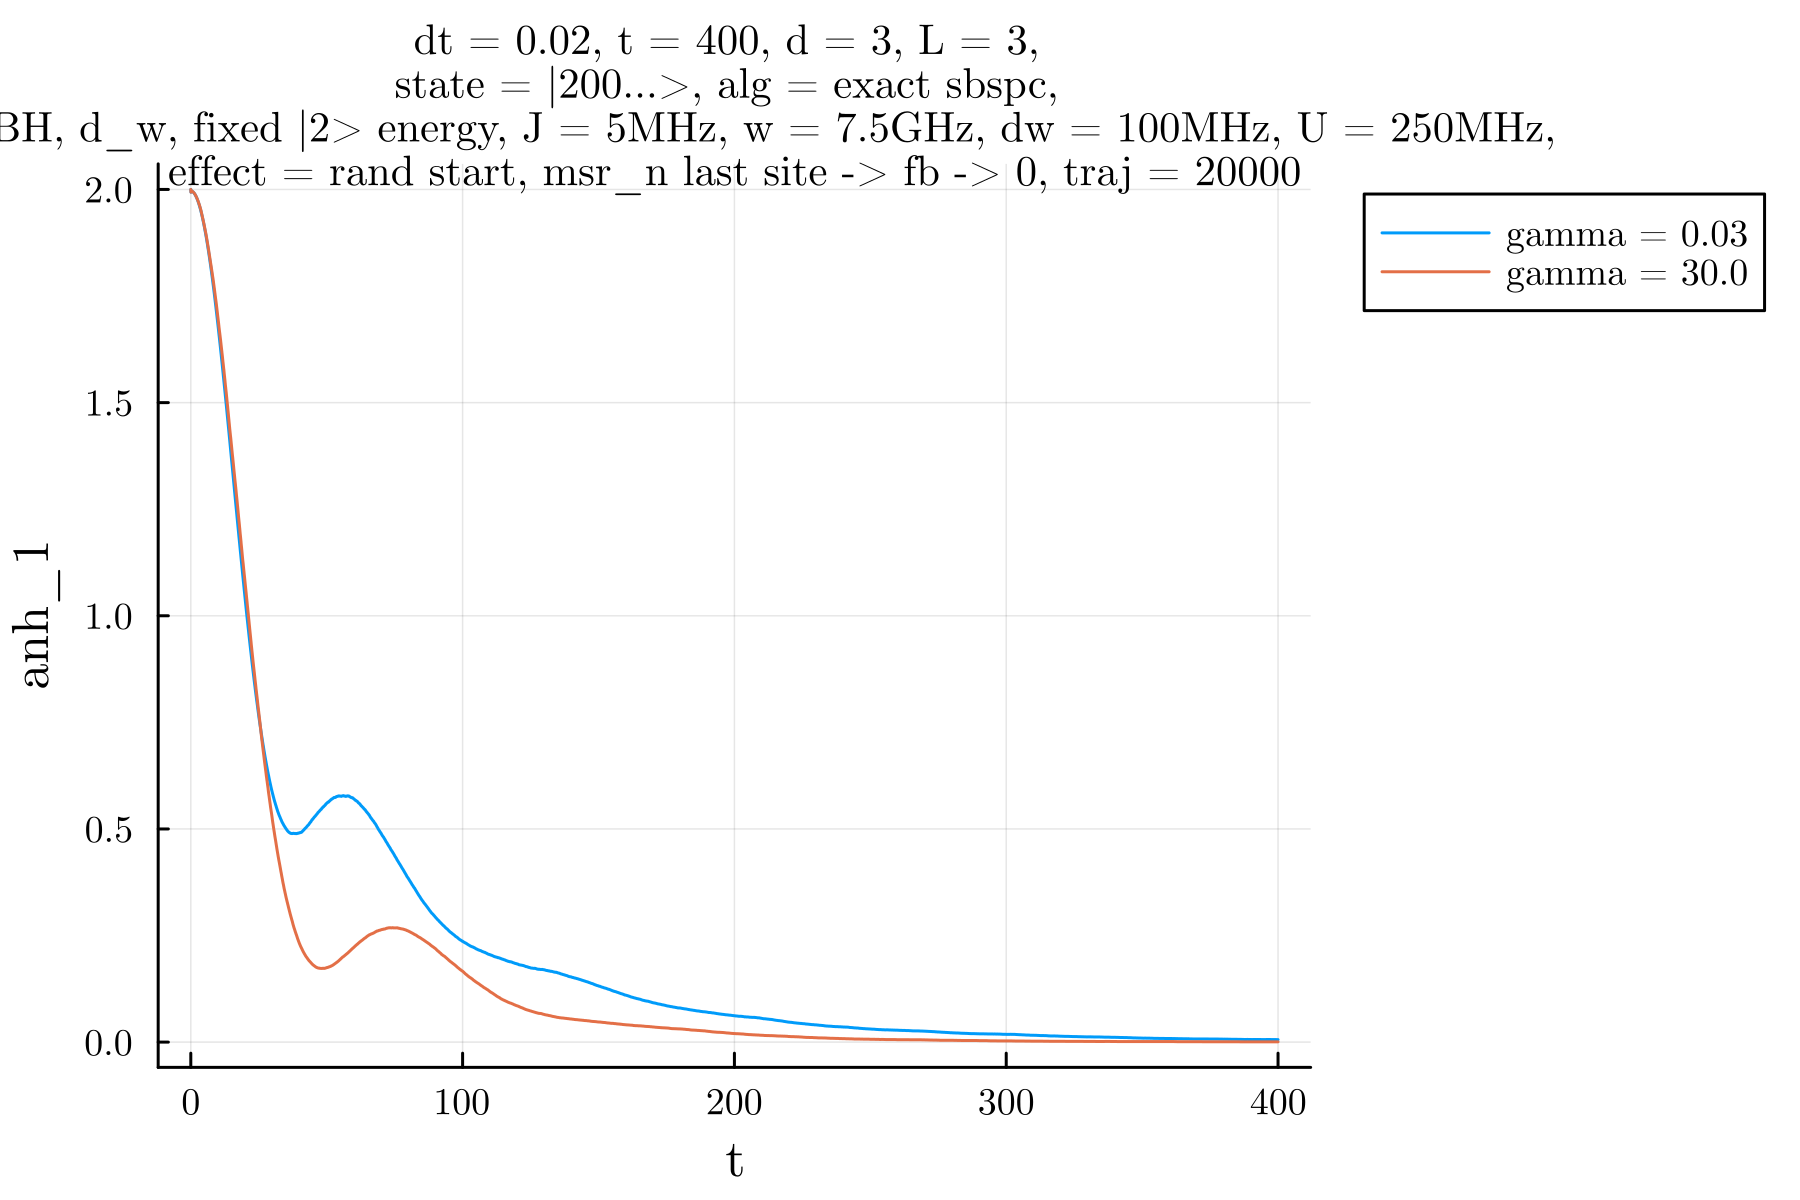 dt = 0.02, t = 400, d = 3, L = 3,
state = |200...>, alg = exact sbspc,
BH, d_w, fixed |2> energy, J = 5MHz, w = 7.5GHz, dw = 100MHz, U = 250MHz,
effect = rand start, msr_n last site -> fb -> 0, traj = 20000
gamma = 0.03
gamma = 30.0
2.0
1.5
1.0
0.5
0.0
anh_1
0 100 200 300 400
t